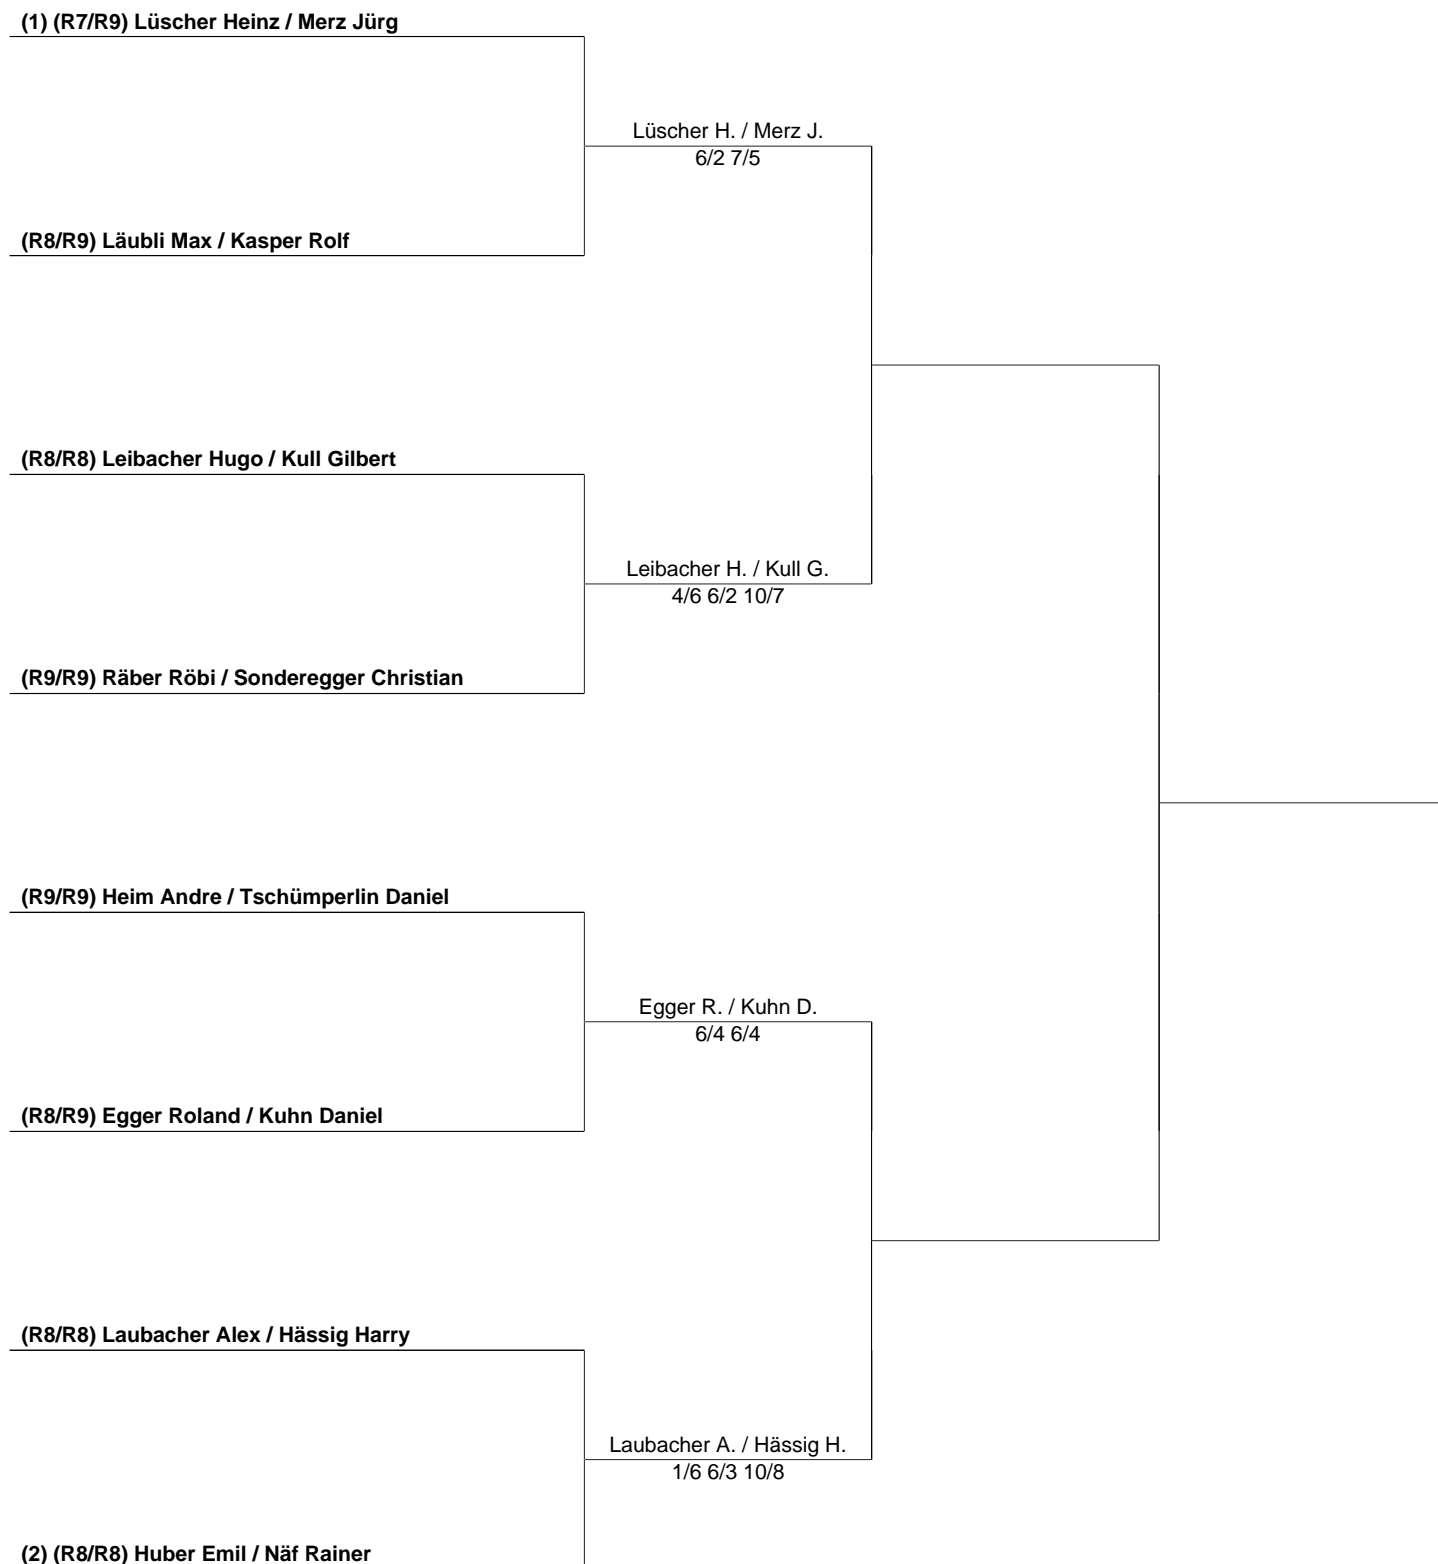 (1) (R7/R9) Lüscher Heinz / Merz Jürg
Lüscher H. / Merz J.
6/2 7/5
(R8/R9) Läubli Max / Kasper Rolf
(R8/R8) Leibacher Hugo / Kull Gilbert
Leibacher H. / Kull G.
4/6 6/2 10/7
(R9/R9) Räber Röbi / Sonderegger Christian
(R9/R9) Heim Andre / Tschümperlin Daniel
Egger R. / Kuhn D.
6/4 6/4
(R8/R9) Egger Roland / Kuhn Daniel
(R8/R8) Laubacher Alex / Hässig Harry
Laubacher A. / Hässig H.
1/6 6/3 10/8
(2) (R8/R8) Huber Emil / Näf Rainer